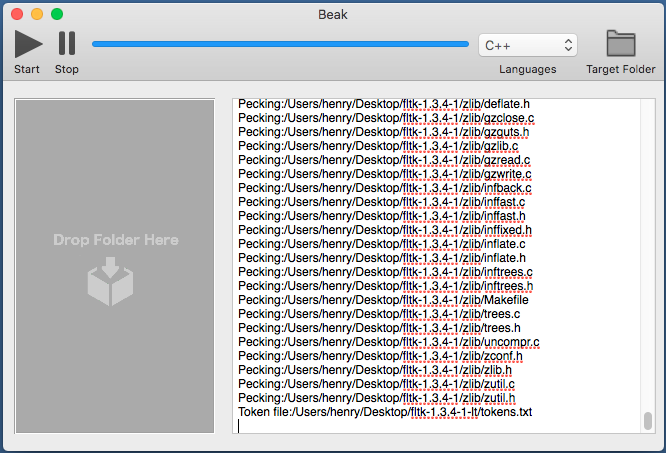 Beak
Start
Stop
C++
Languages
Target Folder
Drop Folder Here
Pecking:/Users/henry/Desktop/fltk-1.3.4-1/zlib/deflate.h
Pecking:/Users/henry/Desktop/fltk-1.3.4-1/zlib/gzclose.c
Pecking:/Users/henry/Desktop/fltk-1.3.4-1/zlib/gzguts.h
Pecking:/Users/henry/Desktop/fltk-1.3.4-1/zlib/gzlib.c
Pecking:/Users/henry/Desktop/fltk-1.3.4-1/zlib/gzread.c
Pecking:/Users/henry/Desktop/fltk-1.3.4-1/zlib/gzwrite.c
Pecking:/Users/henry/Desktop/fltk-1.3.4-1/zlib/infback.c
Pecking:/Users/henry/Desktop/fltk-1.3.4-1/zlib/inffast.c
Pecking:/Users/henry/Desktop/fltk-1.3.4-1/zlib/inffast.h
Pecking:/Users/henry/Desktop/fltk-1.3.4-1/zlib/inffixed.h
Pecking:/Users/henry/Desktop/fltk-1.3.4-1/zlib/inflate.c
Pecking:/Users/henry/Desktop/fltk-1.3.4-1/zlib/inflate.h
Pecking:/Users/henry/Desktop/fltk-1.3.4-1/zlib/inftrees.c
Pecking:/Users/henry/Desktop/fltk-1.3.4-1/zlib/inftrees.h
Pecking:/Users/henry/Desktop/fltk-1.3.4-1/zlib/Makefile
Pecking:/Users/henry/Desktop/fltk-1.3.4-1/zlib/trees.c
Pecking:/Users/henry/Desktop/fltk-1.3.4-1/zlib/trees.h
Pecking:/Users/henry/Desktop/fltk-1.3.4-1/zlib/uncompr.c
Pecking:/Users/henry/Desktop/fltk-1.3.4-1/zlib/zconf.h
Pecking:/Users/henry/Desktop/fltk-1.3.4-1/zlib/zlib.h
Pecking:/Users/henry/Desktop/fltk-1.3.4-1/zlib/zutil.c
Pecking:/Users/henry/Desktop/fltk-1.3.4-1/zlib/zutil.h
Token file:/Users/henry/Desktop/fltk-1.3.4-1-lt/tokens.txt